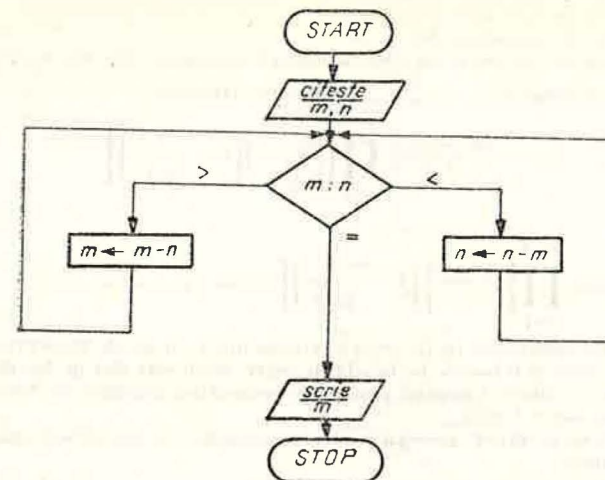 START
citeste
m, n
m : n
>
<
=
m ← m - n
n ← n - m
scrie
m
STOP